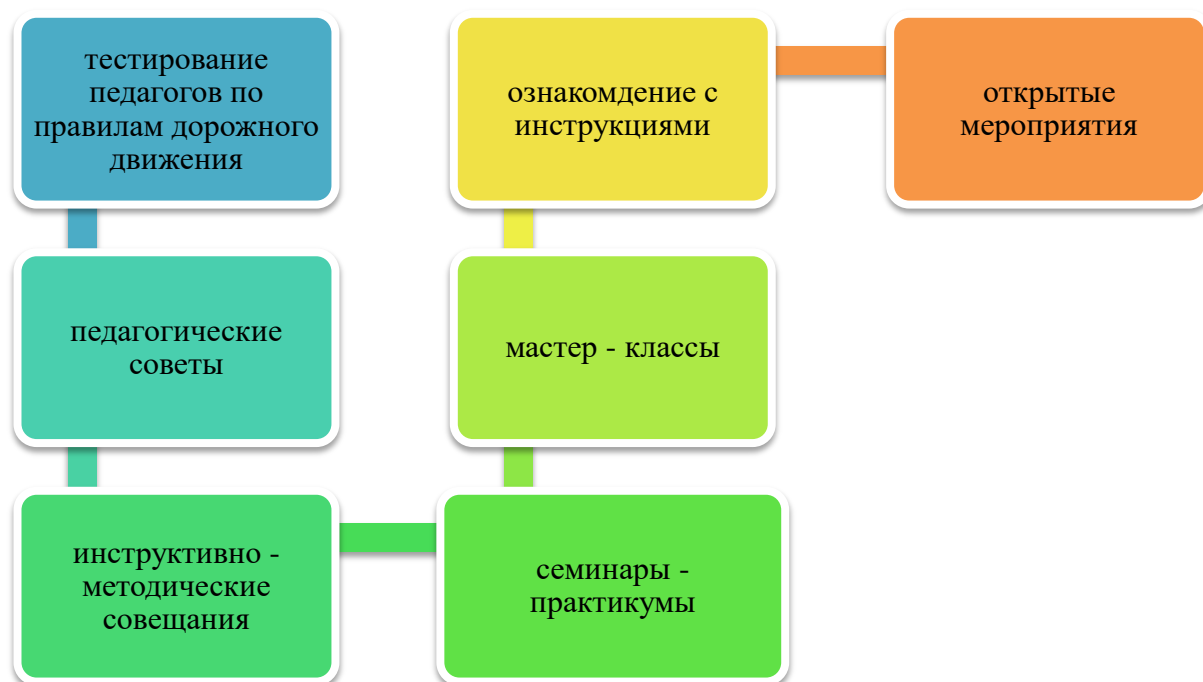 тестирование
педагогов по
правилам дорожного
движения
педагогические
советы
инструктивно -
методические
совещания
семинары -
практикумы
мастер - классы
ознакомдение с
инструкциями
открытые
мероприятия